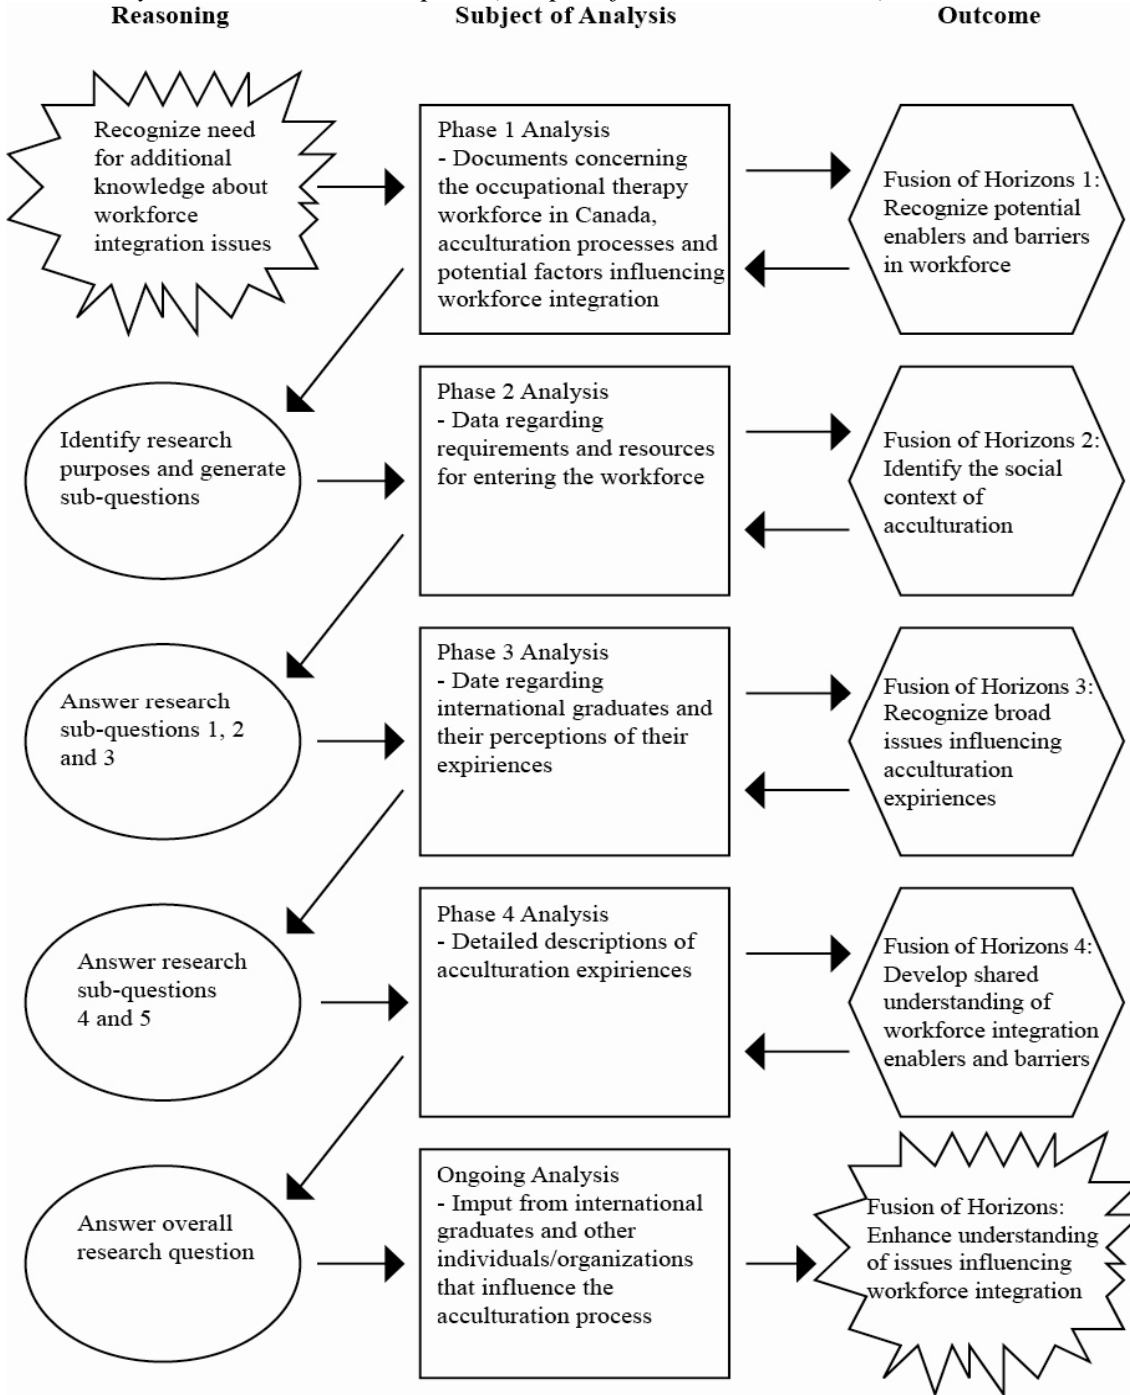 Reasoning
Subject of Analysis
Outcome
Recognize need
for additional
knowledge about
workforce
integration issues
Phase 1 Analysis
- Documents concerning
the occupational therapy
workforce in Canada,
acculturation processes and
potential factors influencing
workforce integration
Fusion of Horizons 1:
Recognize potential
enablers and barriers
in workforce
Identify research
purposes and generate
sub-questions
Phase 2 Analysis
- Data regarding
requirements and resources
for entering the workforce
Fusion of Horizons 2:
Identify the social
context of
acculturation
Answer research
sub-questions 1, 2
and 3
Phase 3 Analysis
- Date regarding
international graduates and
their perceptions of their
expiriences
Fusion of Horizons 3:
Recognize broad
issues influencing
acculturation
expiriences
Answer research
sub-questions
4 and 5
Phase 4 Analysis
- Detailed descriptions of
acculturation expiriences
Fusion of Horizons 4:
Develop shared
understanding of
workforce integration
enablers and barriers
Answer overall
research question
Ongoing Analysis
- Imput from international
graduates and other
individuals/organizations
that influence the
acculturation process
Fusion of Horizons:
Enhance understanding
of issues influencing
workforce integration